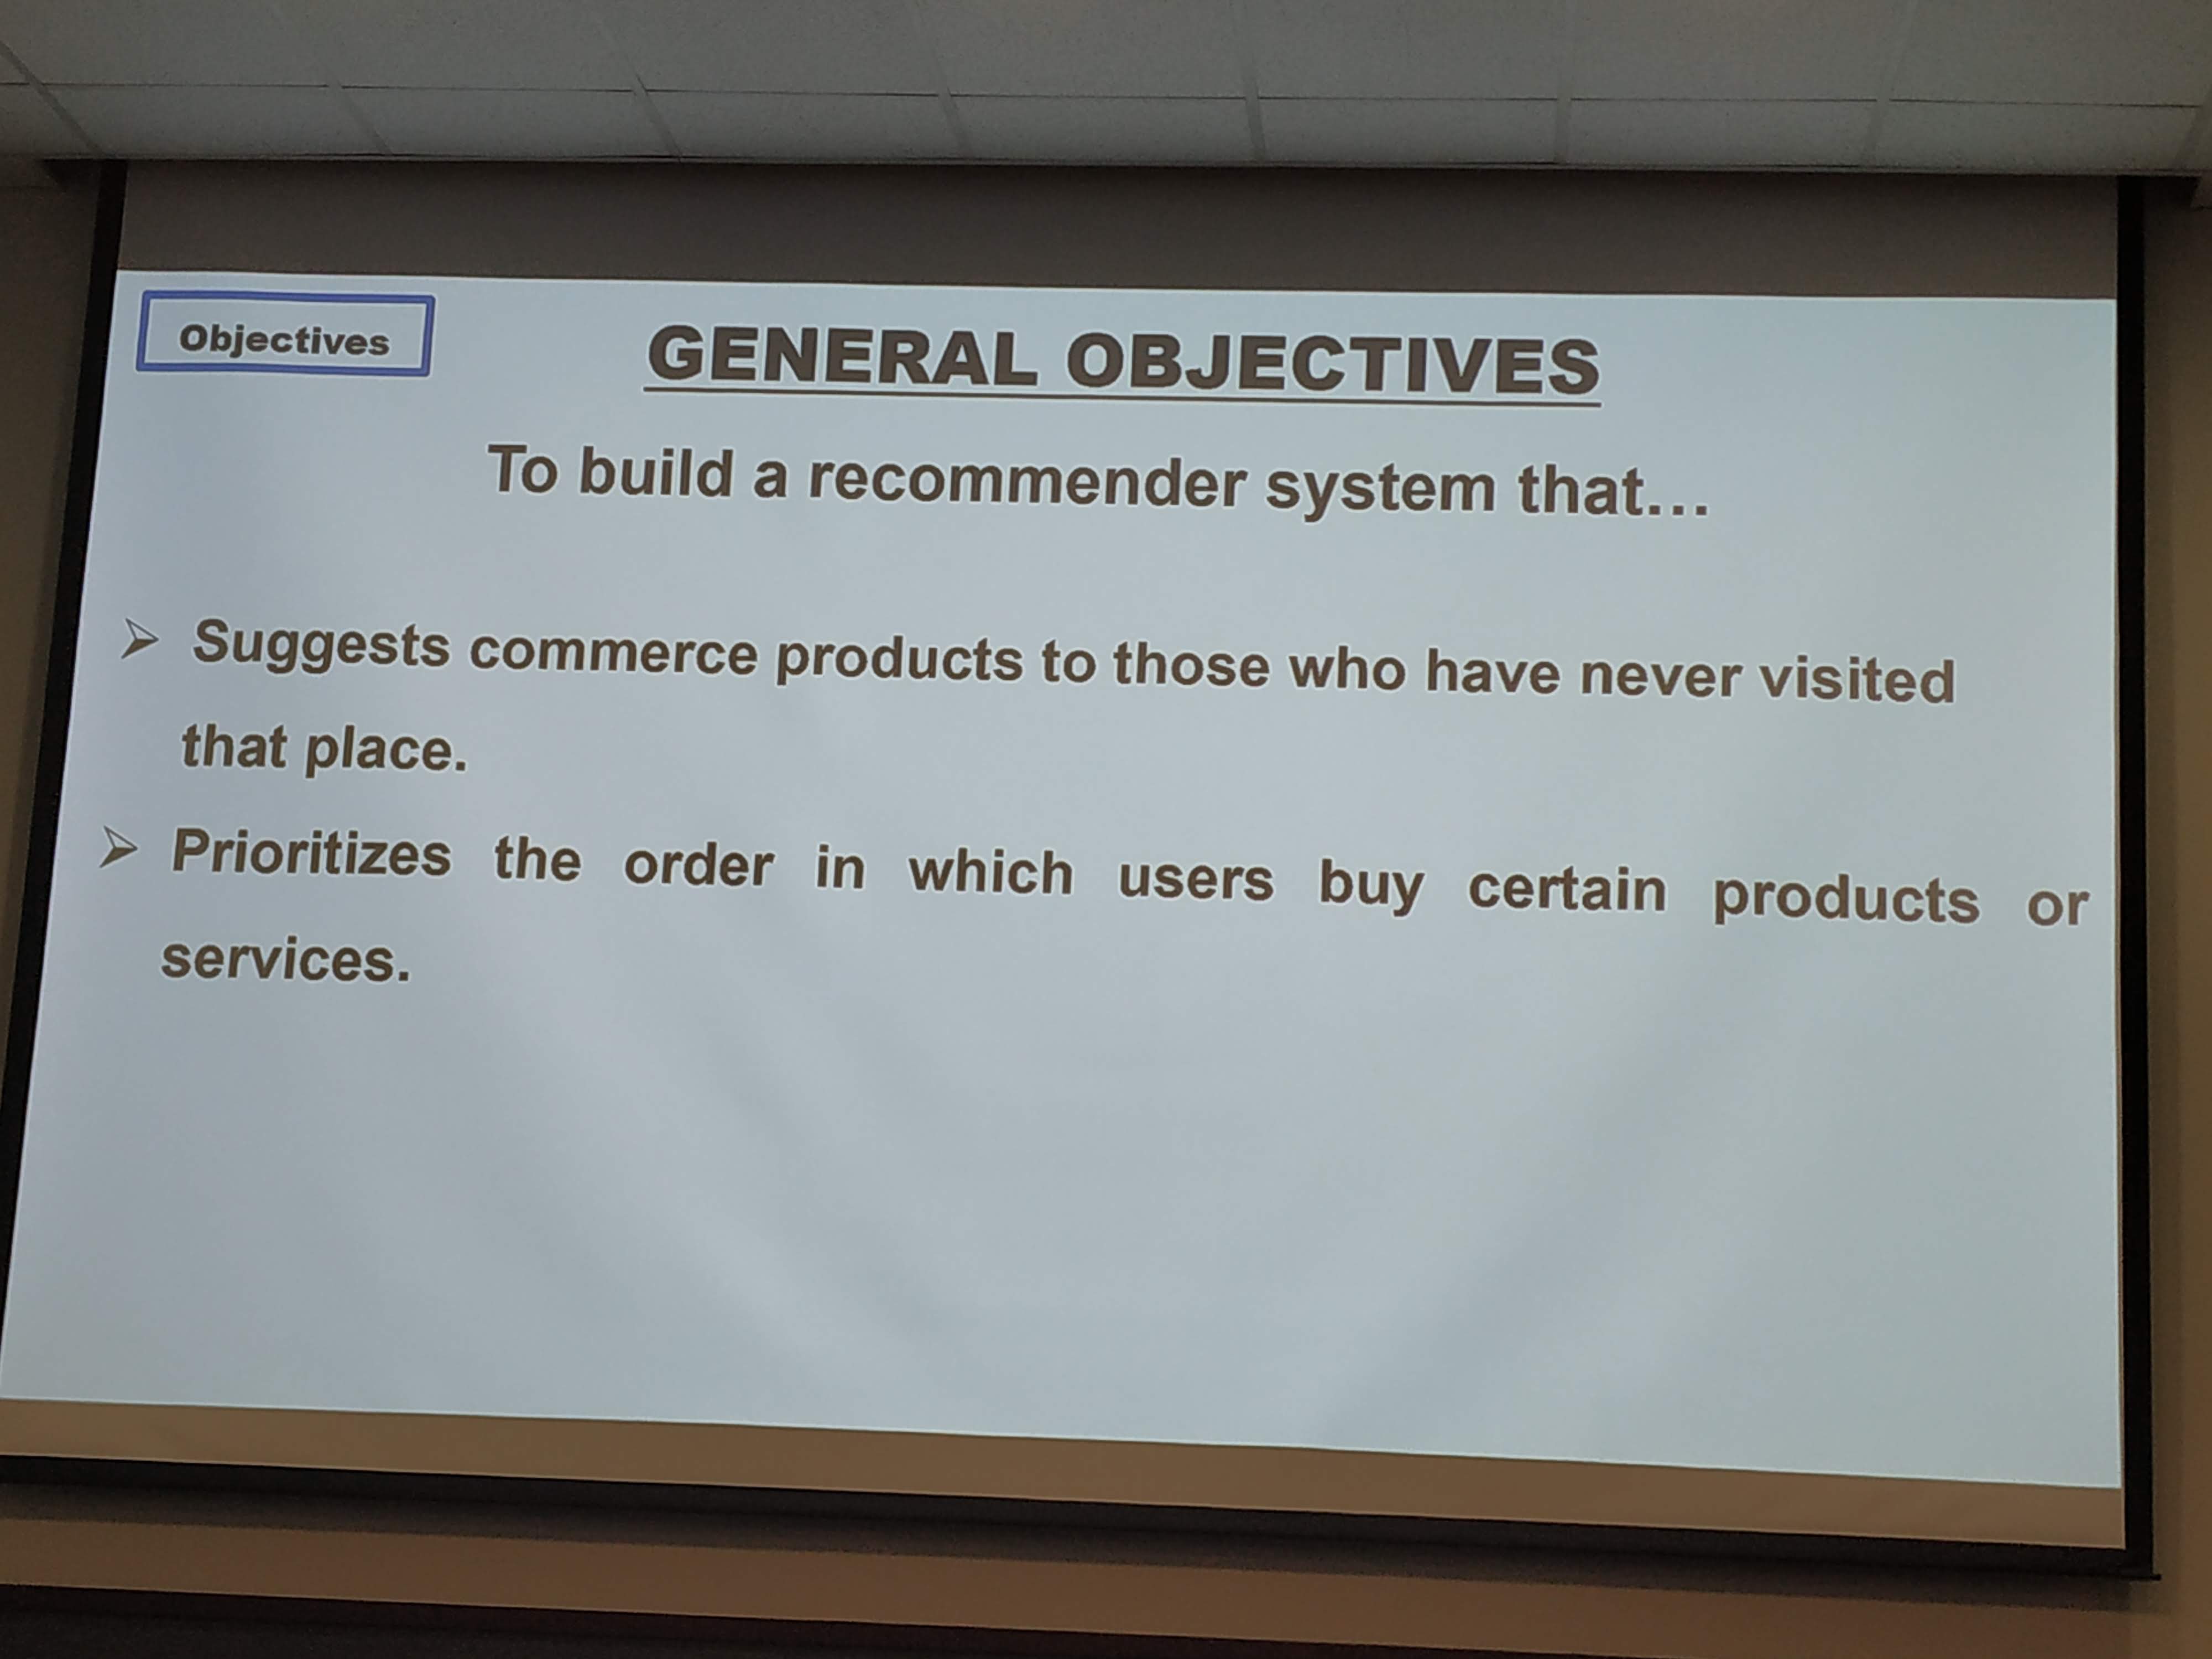 Objectives
GENERAL OBJECTIVES
To build a recommender system that...
➢ Suggests commerce products to those who have never visited
that place.
➢ Prioritizes the order in which users buy certain products or
services.